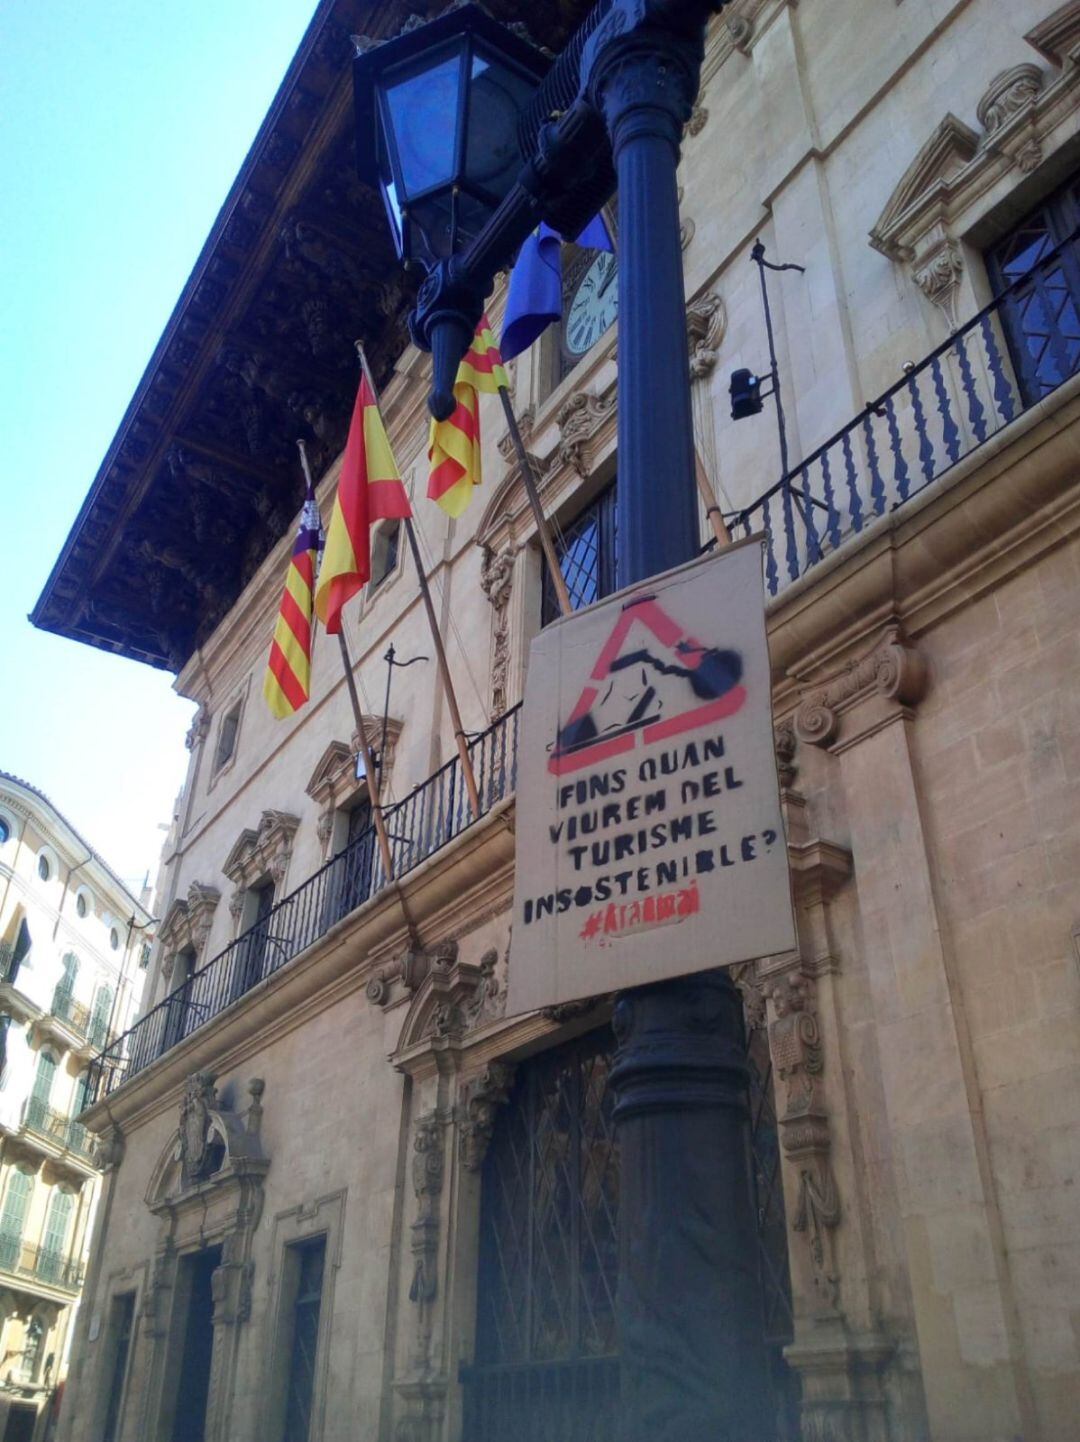 FINS QUAN
VIUREM DEL
TURISME
INSOSTENIBLE?